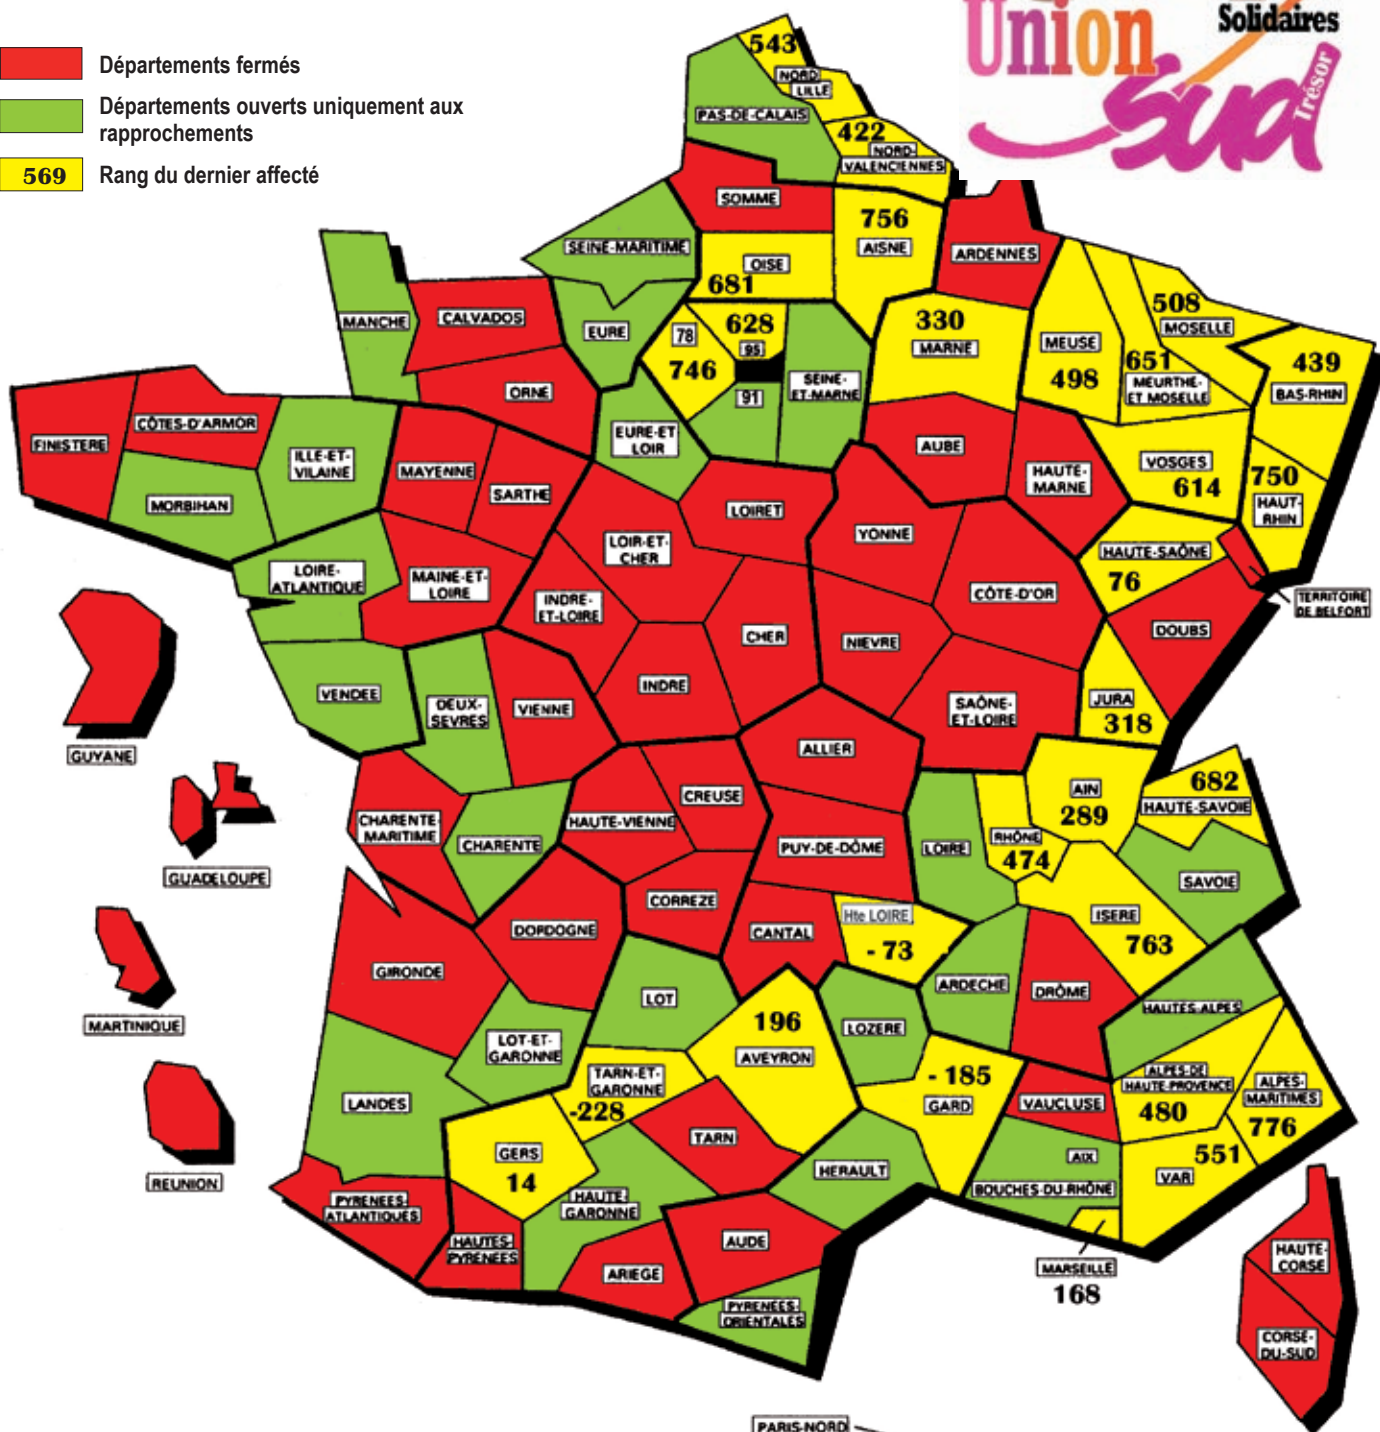 Union
Solidaires
Sud
Trésor
Départements fermés
Départements ouverts uniquement aux
rapprochements
569
Rang du dernier affecté
543
NORD
LILLE
PAS-DE-CALAIS
422
NORD-
VALENCIENNES
SOMME
756
AISNE
ARDENNES
SEINE-MARITIME
OISE
681
MANCHE
CALVADOS
EURE
78
746
628
95
91
SEINE-
ET-MARNE
330
MARNE
MEUSE
498
651
MEURTHE-
ET MOSELLE
508
MOSELLE
439
BAS-RHIN
ORNE
FINISTERE
CÔTES-D'ARMOR
ILLE-ET-
VILAINE
MORBIHAN
MAYENNE
SARTHE
EURE-ET
LOIR
LOIRET
AUBE
HAUTE-
MARNE
VOSGES
614
750
HAUT-
RHIN
YONNE
LOIR-ET-
CHER
HAUTE-SAÔNE
76
TERRITOIRE
DE BELFORT
LOIRE-
ATLANTIQUE
MAINE-ET-
LOIRE
INDRE-
ET-LOIRE
CHER
NIEVRE
CÔTE-D'OR
DOUBS
VENDEE
DEUX-
SEVRES
VIENNE
INDRE
SAÔNE-
ET-LOIRE
JURA
318
GUYANE
ALLIER
AIN
289
682
HAUTE-SAVOIE
CHARENTE-
MARITIME
CHARENTE
HAUTE-VIENNE
CREUSE
PUY-DE-DÔME
LOIRE
RHÔNE
474
SAVOIE
GUADELOUPE
DORDOGNE
CORREZE
CANTAL
Hte LOIRE
- 73
ISERE
763
GIRONDE
LOT
ARDECHE
DRÔME
HAUTES-ALPES
MARTINIQUE
LOT-ET-
GARONNE
196
AVEYRON
LOZERE
TARN-ET-
GARONNE
-228
- 185
GARD
VAUCLUSE
ALPES-DE
HAUTE-PROVENCE
480
ALPES-
MARITIMES
776
LANDES
TARN
GERS
14
HERAULT
AIX
BOUCHES-DU-RHÔNE
551
VAR
REUNION
PYRENEES-
ATLANTIQUES
HAUTE
GARONNE
HAUTES-
PYRENEES
ARIEGE
AUDE
MARSEILLE
168
HAUTE-
CORSE
PYRENEES-
ORIENTALES
CORSE-
DU-SUD
PARIS-NORD